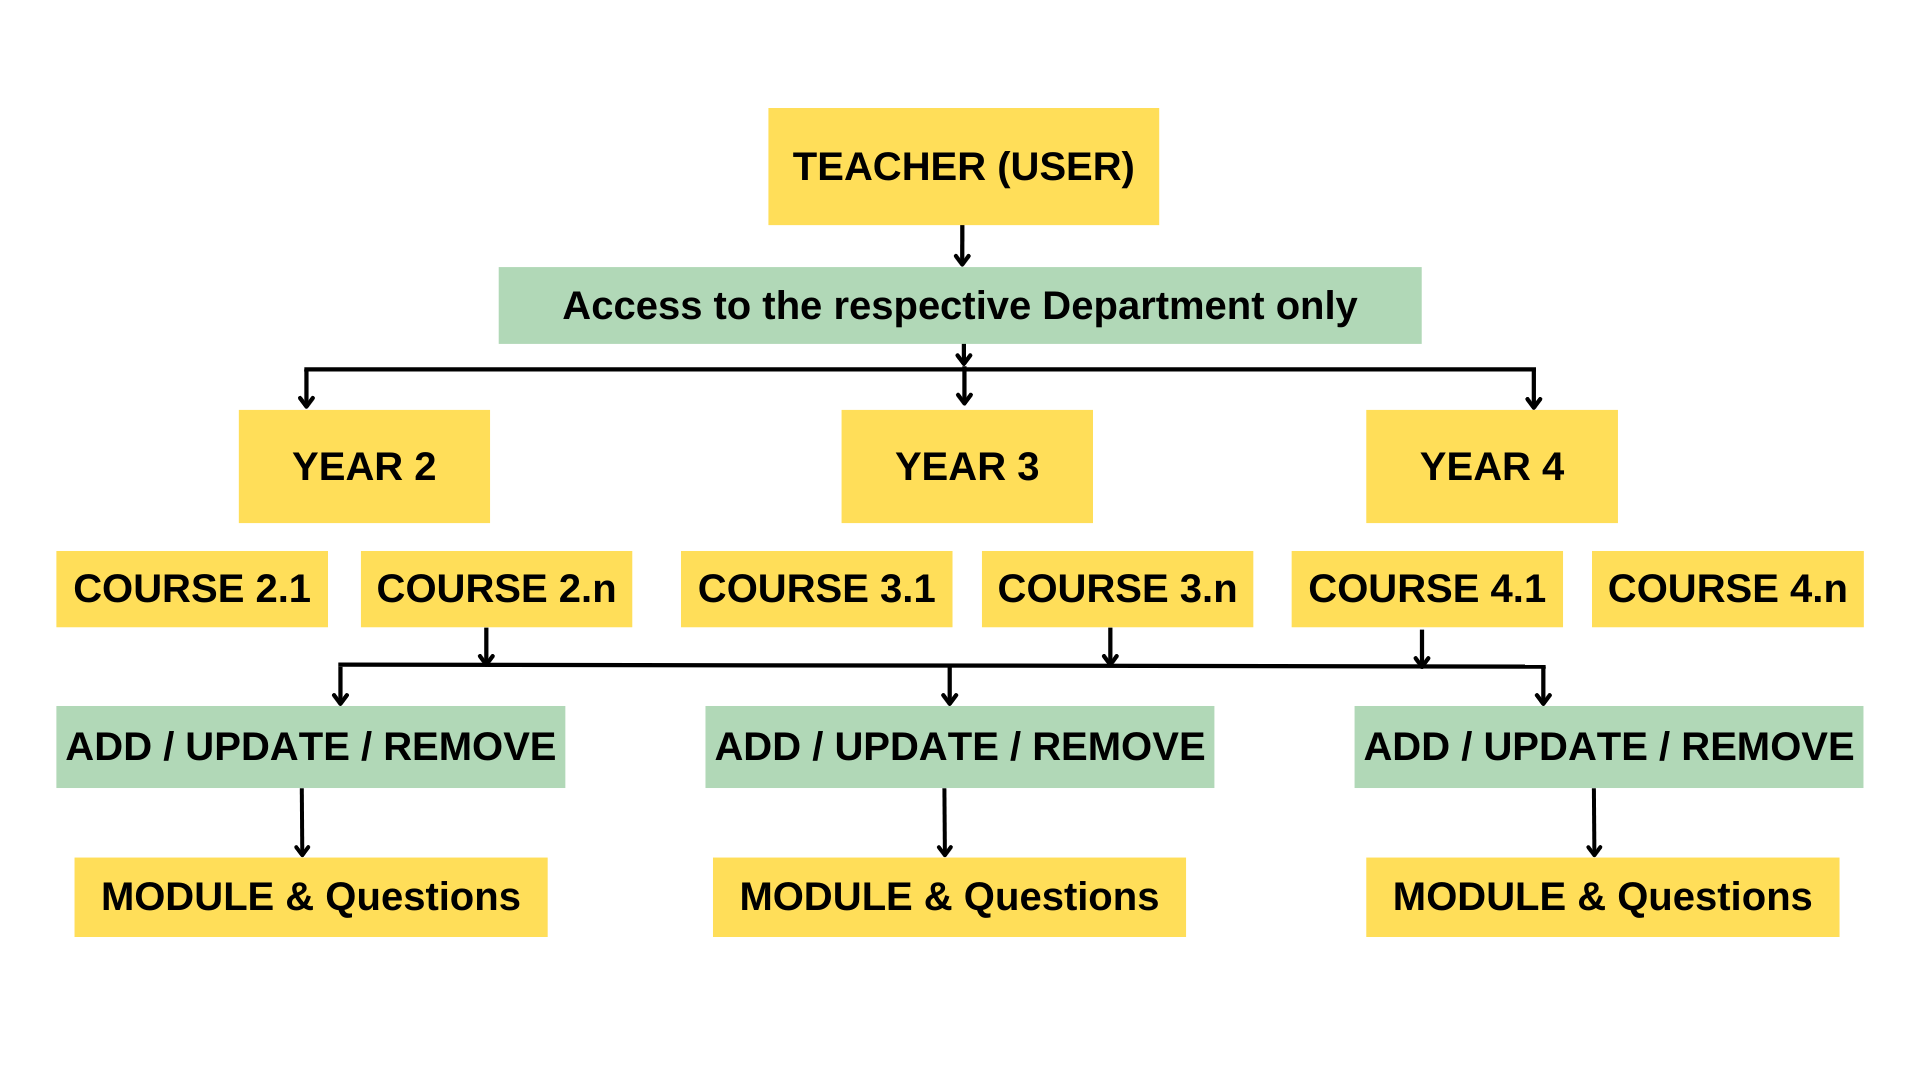 TEACHER (USER)
Access to the respective Department only
YEAR 2
YEAR 3
YEAR 4
COURSE 2.1
COURSE 2.n
COURSE 3.1
COURSE 3.n
COURSE 4.1
COURSE 4.n
ADD / UPDATE / REMOVE
ADD / UPDATE / REMOVE
ADD / UPDATE / REMOVE
MODULE & Questions
MODULE & Questions
MODULE & Questions